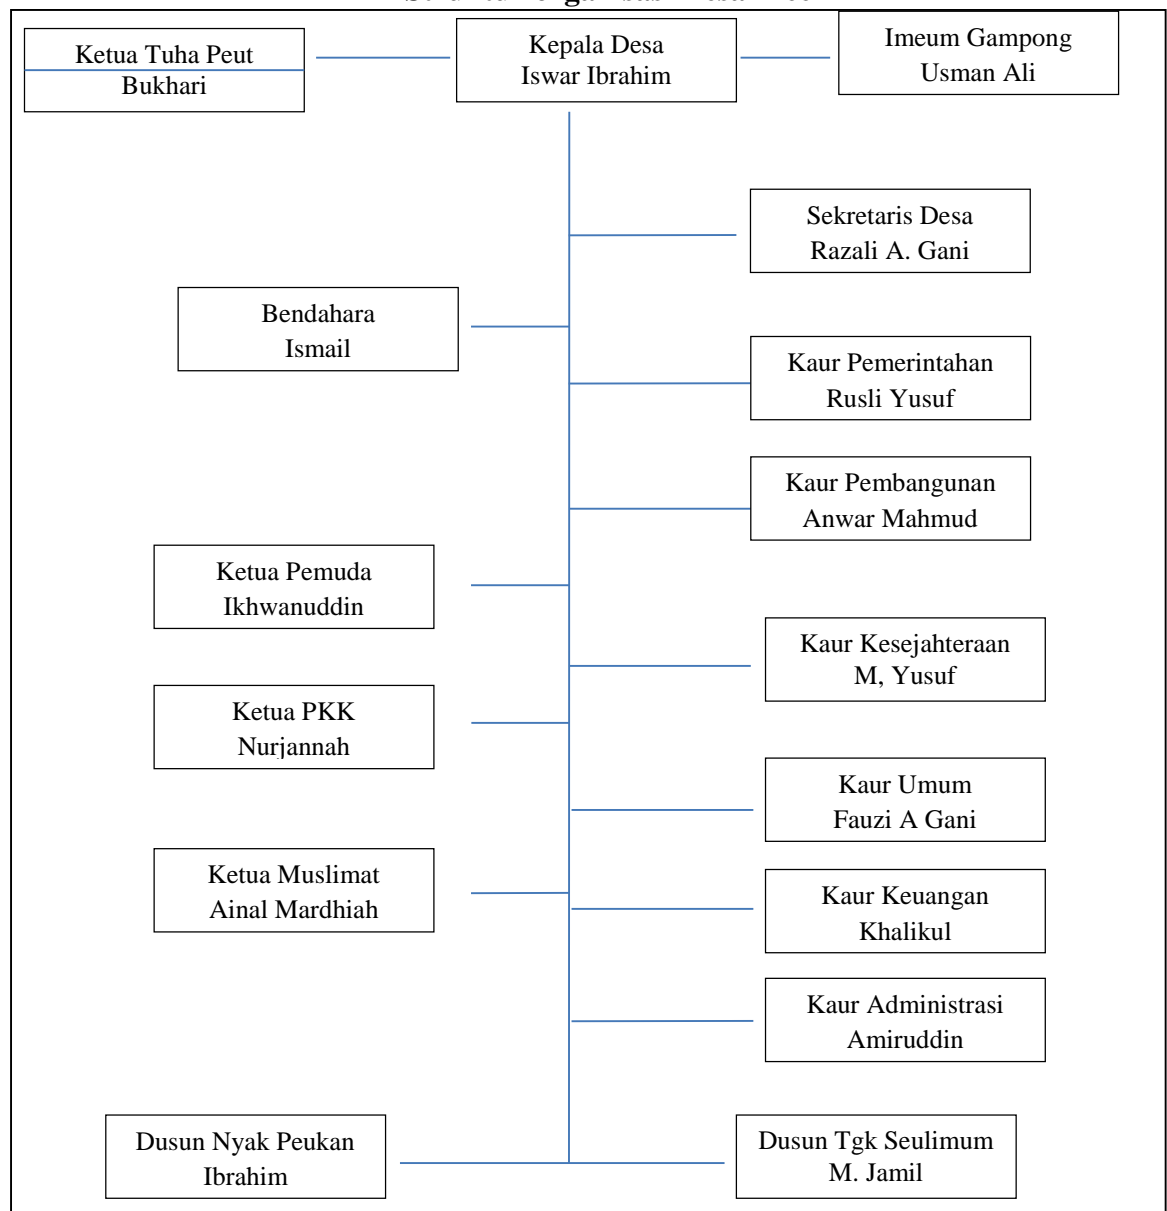 Ketua Tuha Peut
Bukhari
Kepala Desa
Iswar Ibrahim
Imeum Gampong
Usman Ali
Sekretaris Desa
Razali A. Gani
Bendahara
Ismail
Kaur Pemerintahan
Rusli Yusuf
Kaur Pembangunan
Anwar Mahmud
Ketua Pemuda
Ikhwanuddin
Kaur Kesejahteraan
M, Yusuf
Ketua PKK
Nurjannah
Kaur Umum
Fauzi A Gani
Ketua Muslimat
Ainal Mardhiah
Kaur Keuangan
Khalikul
Kaur Administrasi
Amiruddin
Dusun Nyak Peukan
Ibrahim
Dusun Tgk Seulimum
M. Jamil